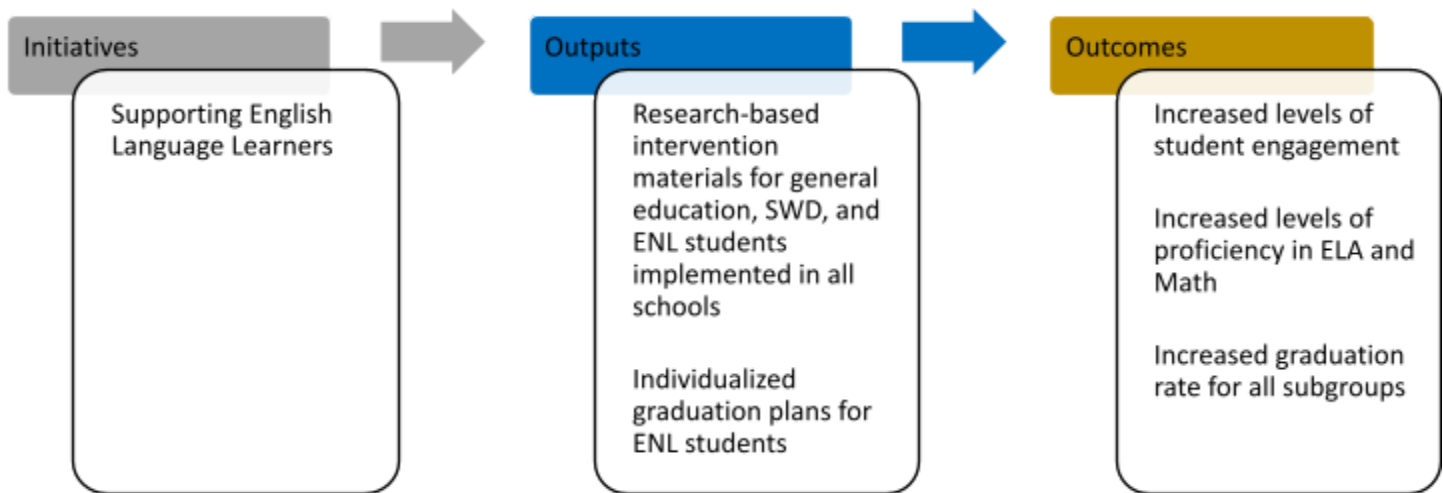 Initiatives
Supporting English
Language Learners
Outputs
Research-based
intervention
materials for general
education, SWD, and
ENL students
implemented in all
schools
Individualized
graduation plans for
ENL students
Outcomes
Increased levels of
student engagement
Increased levels of
proficiency in ELA and
Math
Increased graduation
rate for all subgroups